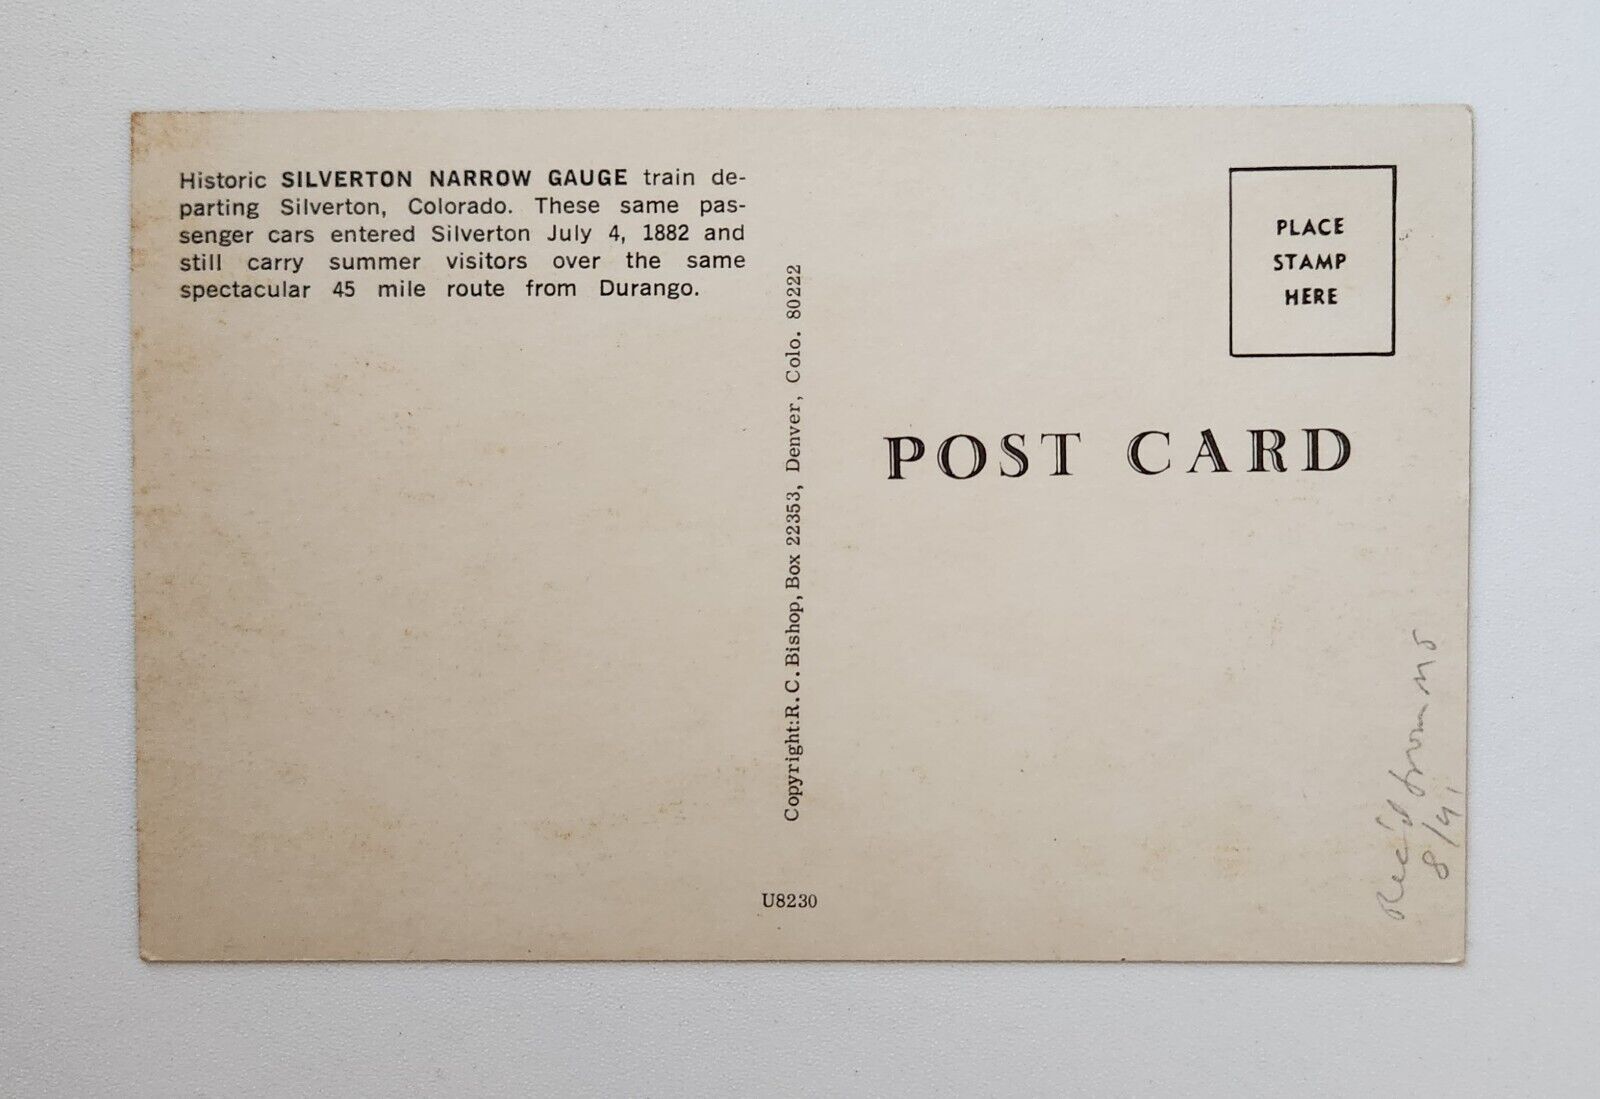 Historic SILVERTON NARROW GAUGE train de-
parting Silverton, Colorado. These same pas-
senger cars entered Silverton July 4, 1882 and
still carry summer visitors over the same
spectacular 45 mile route from Durango.
Copyright:R.C. Bishop, Box 22353, Denver, Colo. 80222
U8230
PLACE
STAMP
HERE
POST CARD
Rec'd from